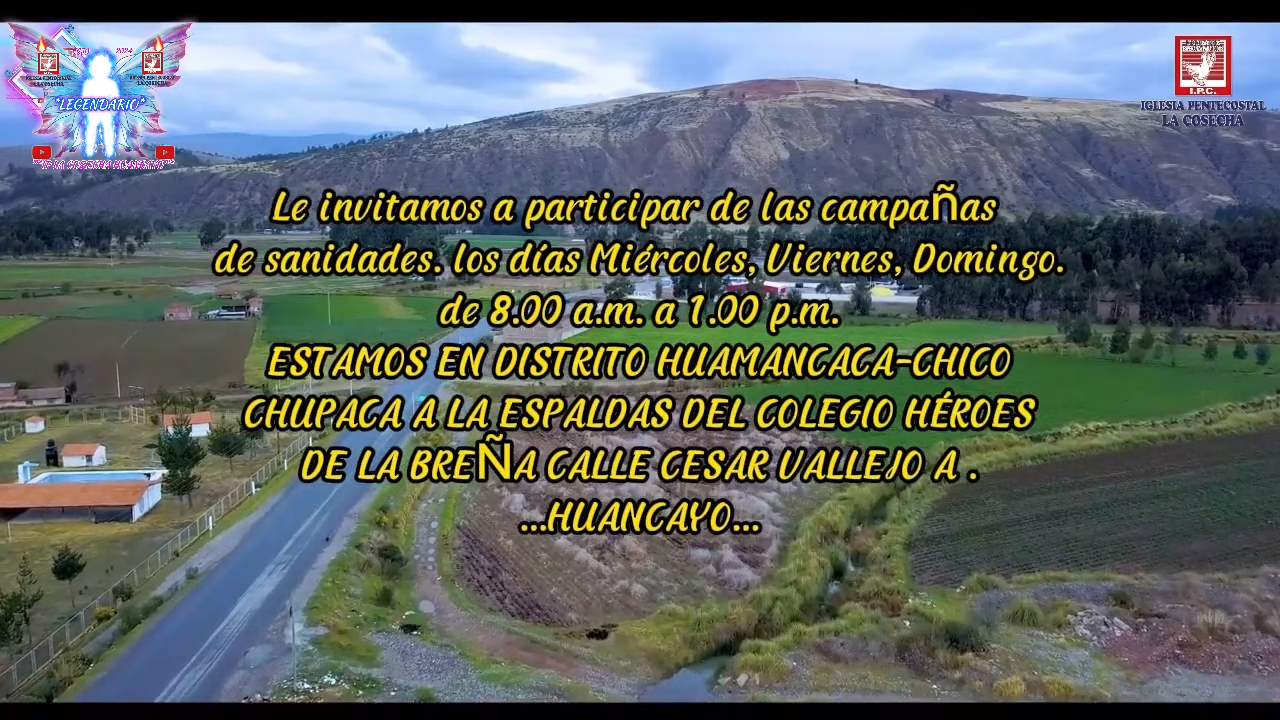 2024
"LEGENDARIO"
I.P.C.
IGLESIA PENTECOSTAL
LA COSECHA
Le invitamos a participar de las campañas
de sanidades. los días Miércoles, Viernes, Domingo.
de 8.00 a.m. a 1.00 p.m.
ESTAMOS EN DISTRITO HUAMANCACA-CHICO
CHUPACA A LA ESPALDAS DEL COLEGIO HÉROES
DE LA BREÑA CALLE CESAR VALLEJO A .
...HUANCAYO...